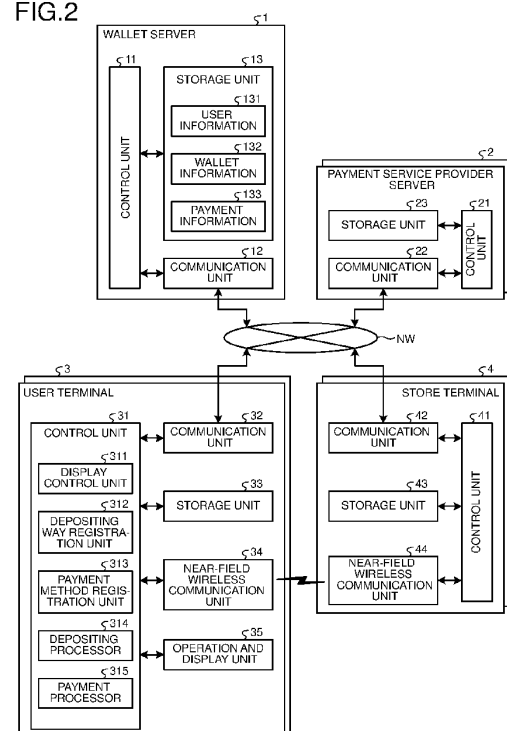 FIG.2
1
WALLET SERVER
11
CONTROL UNIT
13
STORAGE UNIT
131
USER
INFORMATION
132
WALLET
INFORMATION
133
PAYMENT
INFORMATION
12
COMMUNICATION
UNIT
2
PAYMENT SERVICE PROVIDER
SERVER
23
STORAGE UNIT
21
CONTROL
UNIT
22
COMMUNICATION
UNIT
NW
3
USER TERMINAL
31
CONTROL UNIT
311
DISPLAY
CONTROL UNIT
312
DEPOSITING
WAY REGISTRA-
TION UNIT
313
PAYMENT
METHOD REGIS-
TRATION UNIT
314
DEPOSITING
PROCESSOR
315
PAYMENT
PROCESSOR
32
COMMUNICATION
UNIT
33
STORAGE UNIT
34
NEAR-FIELD
WIRELESS
COMMUNICATION
UNIT
35
OPERATION AND
DISPLAY UNIT
4
STORE TERMINAL
42
COMMUNICATION
UNIT
41
CONTROL UNIT
43
STORAGE UNIT
44
NEAR-FIELD
WIRELESS
COMMUNICATION
UNIT